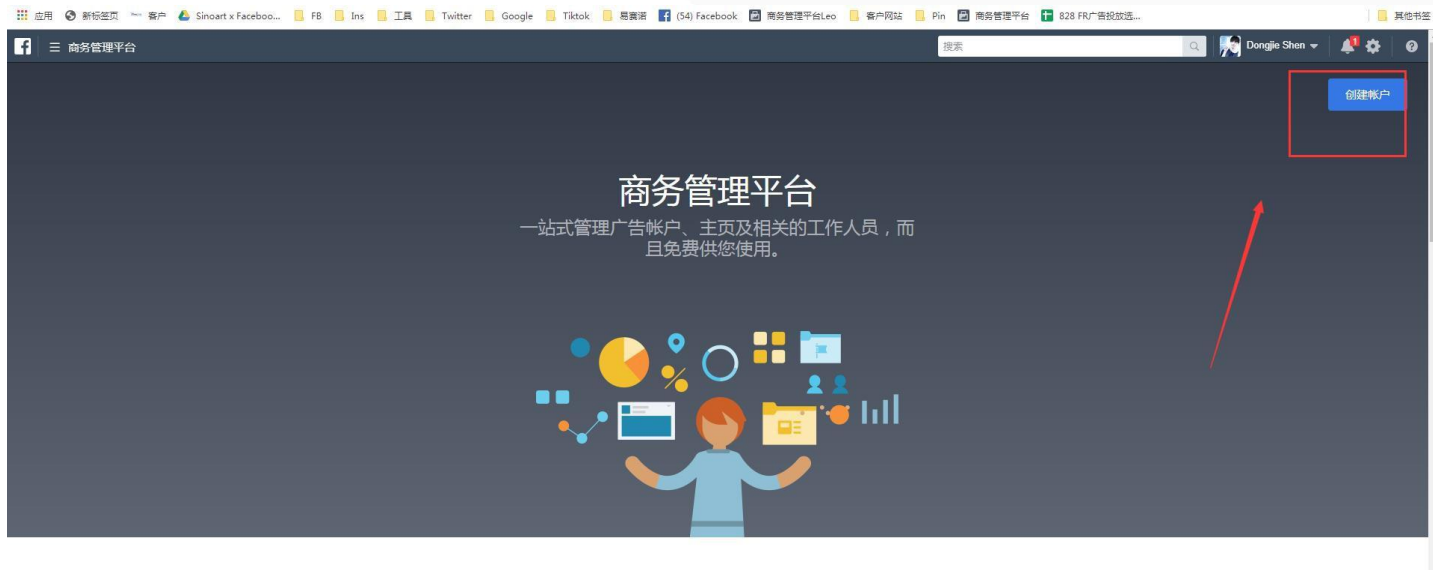 应用 新标签页 客户 Sinoart x Faceboo... FB Ins 工具 Twitter Google Tiktok 易赛诺 (54) Facebook 商务管理平台Leo 客户网站 Pin 商务管理平台 828 FR广告投放选... 其他书签
f ☰ 商务管理平台 搜索 Dongjie Shen 1
创建帐户
商务管理平台
一站式管理广告帐户、主页及相关的工作人员，而
且免费供您使用。